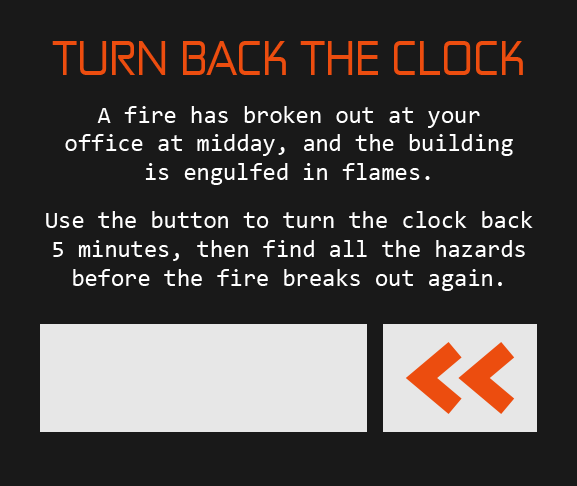 TURN BACK THE CLOCK
A fire has broken out at your
office at midday, and the building
is engulfed in flames.
Use the button to turn the clock back
5 minutes, then find all the hazards
before the fire breaks out again.